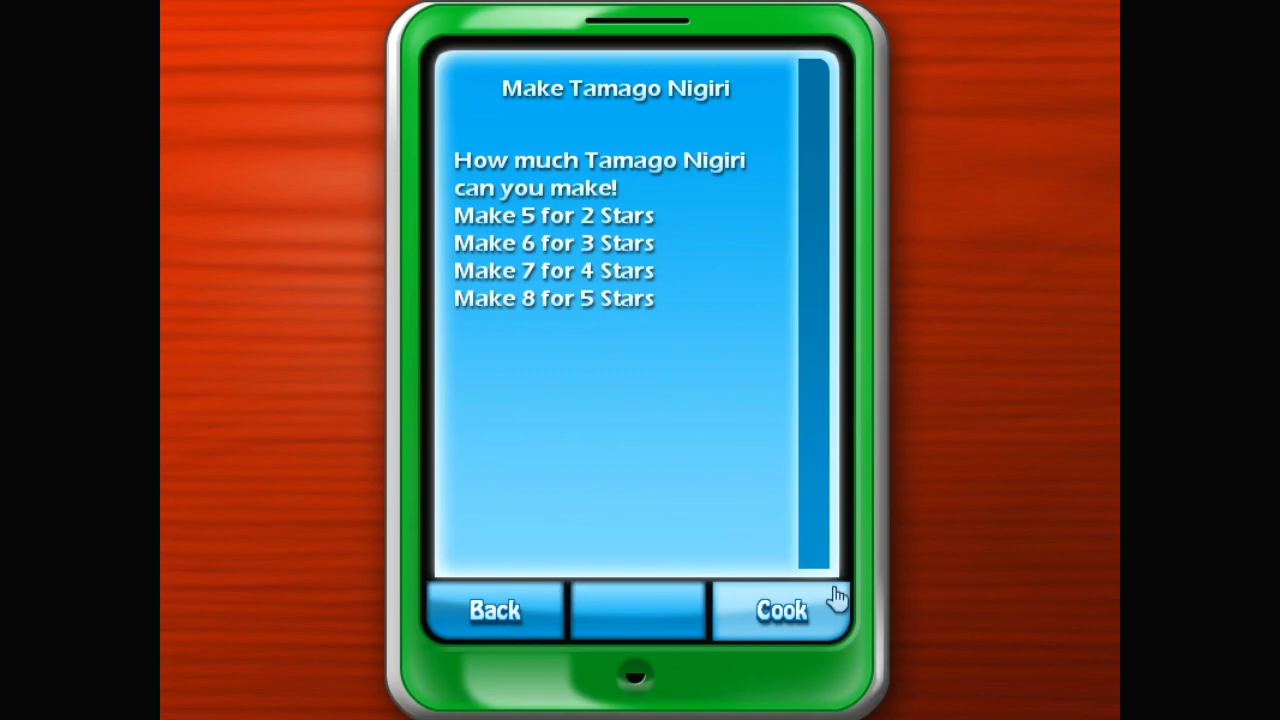 Make Tamago Nigiri
How much Tamago Nigiri
can you make!
Make 5 for 2 Stars
Make 6 for 3 Stars
Make 7 for 4 Stars
Make 8 for 5 Stars
Back
Cook